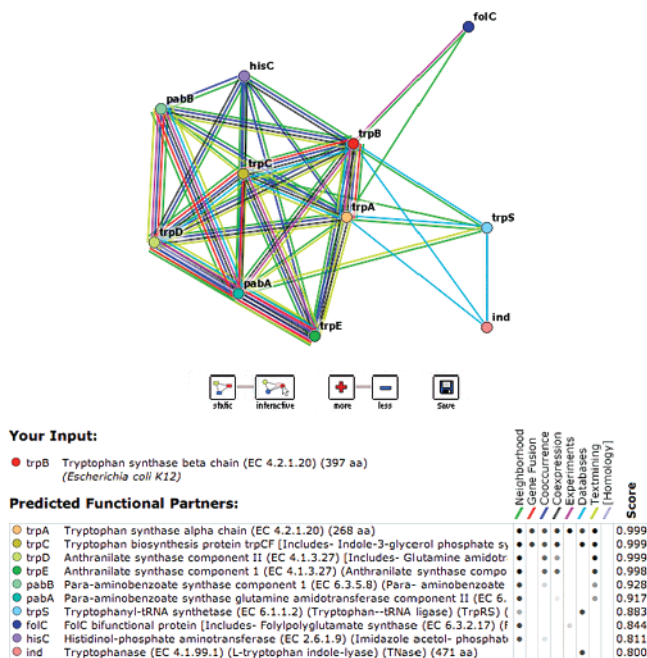 folC
hisC
pabB
trpB
trpC
trpA
trpS
trpD
pabA
ind
trpE
static interactive more less Save
Your Input:
trpB Tryptophan synthase beta chain (EC 4.2.1.20) (397 aa)
(Escherichia coli K12)
Neighborhood
Gene Fusion
Cooccurrence
Coexpression
Experiments
Databases
Textmining
[Homology]
Score
Predicted Functional Partners:
trpA Tryptophan synthase alpha chain (EC 4.2.1.20) (268 aa) 0.999
trpC Tryptophan biosynthesis protein trpCF [Includes- Indole-3-glycerol phosphate sy 0.999
trpD Anthranilate synthase component II (EC 4.1.3.27) [Includes- Glutamine amidotr 0.999
trpE Anthranilate synthase component 1 (EC 4.1.3.27) (Anthranilate synthase compo 0.998
pabB Para-aminobenzoate synthase component 1 (EC 6.3.5.8) (Para- aminobenzoate 0.928
pabA Para-aminobenzoate synthase glutamine amidotransferase component II (EC 6. 0.917
trpS Tryptophanyl-tRNA synthetase (EC 6.1.1.2) (Tryptophan--tRNA ligase) (TrpRS) ( 0.883
folC FolC bifunctional protein [Includes- Folylpolyglutamate synthase (EC 6.3.2.17) (F 0.844
hisC Histidinol-phosphate aminotransferase (EC 2.6.1.9) (Imidazole acetol- phosphat 0.811
ind Tryptophanase (EC 4.1.99.1) (L-tryptophan indole-lyase) (TNase) (471 aa) 0.800